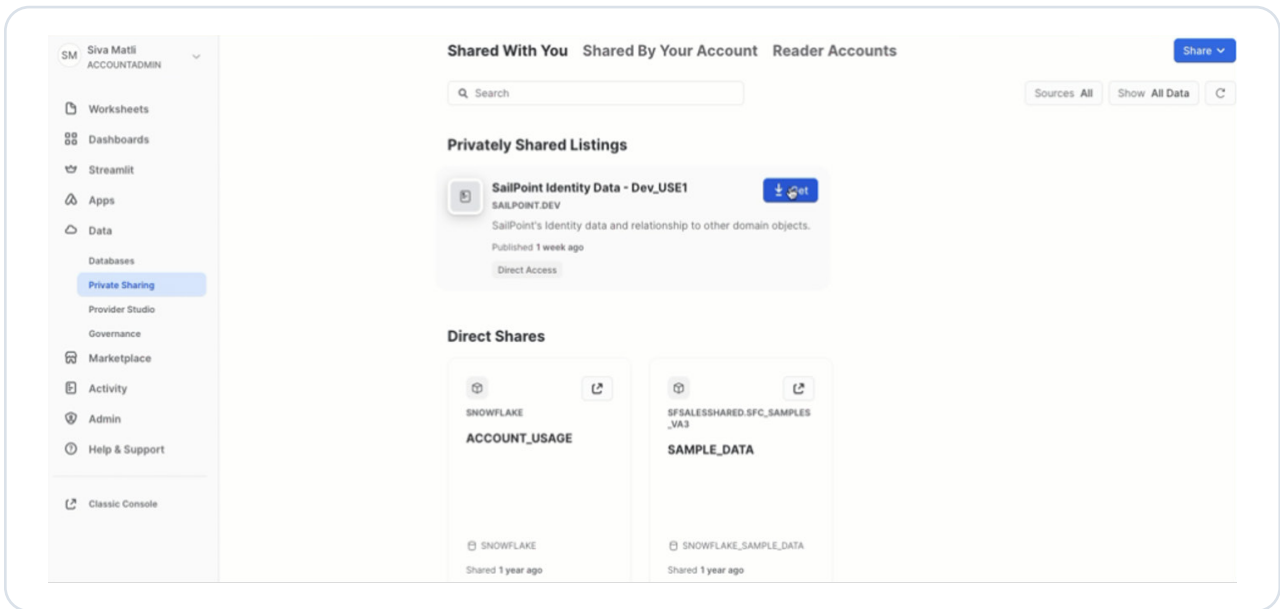 SM
Siva Matli
ACCOUNTADMIN
Worksheets
Dashboards
Streamlit
Apps
Data
Databases
Private Sharing
Provider Studio
Governance
Marketplace
Activity
Admin
Help & Support
Classic Console
Shared With You Shared By Your Account Reader Accounts
Share
Search
Sources All
Show All Data
Privately Shared Listings
SailPoint Identity Data - Dev_USE1
SAILPOINT.DEV
SailPoint's Identity data and relationship to other domain objects.
Published 1 week ago
Direct Access
Direct Shares
SNOWFLAKE
ACCOUNT_USAGE
SNOWFLAKE
Shared 1 year ago
SFSALESSHARED.SFC_SAMPLES
_VA3
SAMPLE_DATA
SNOWFLAKE_SAMPLE_DATA
Shared 1 year ago